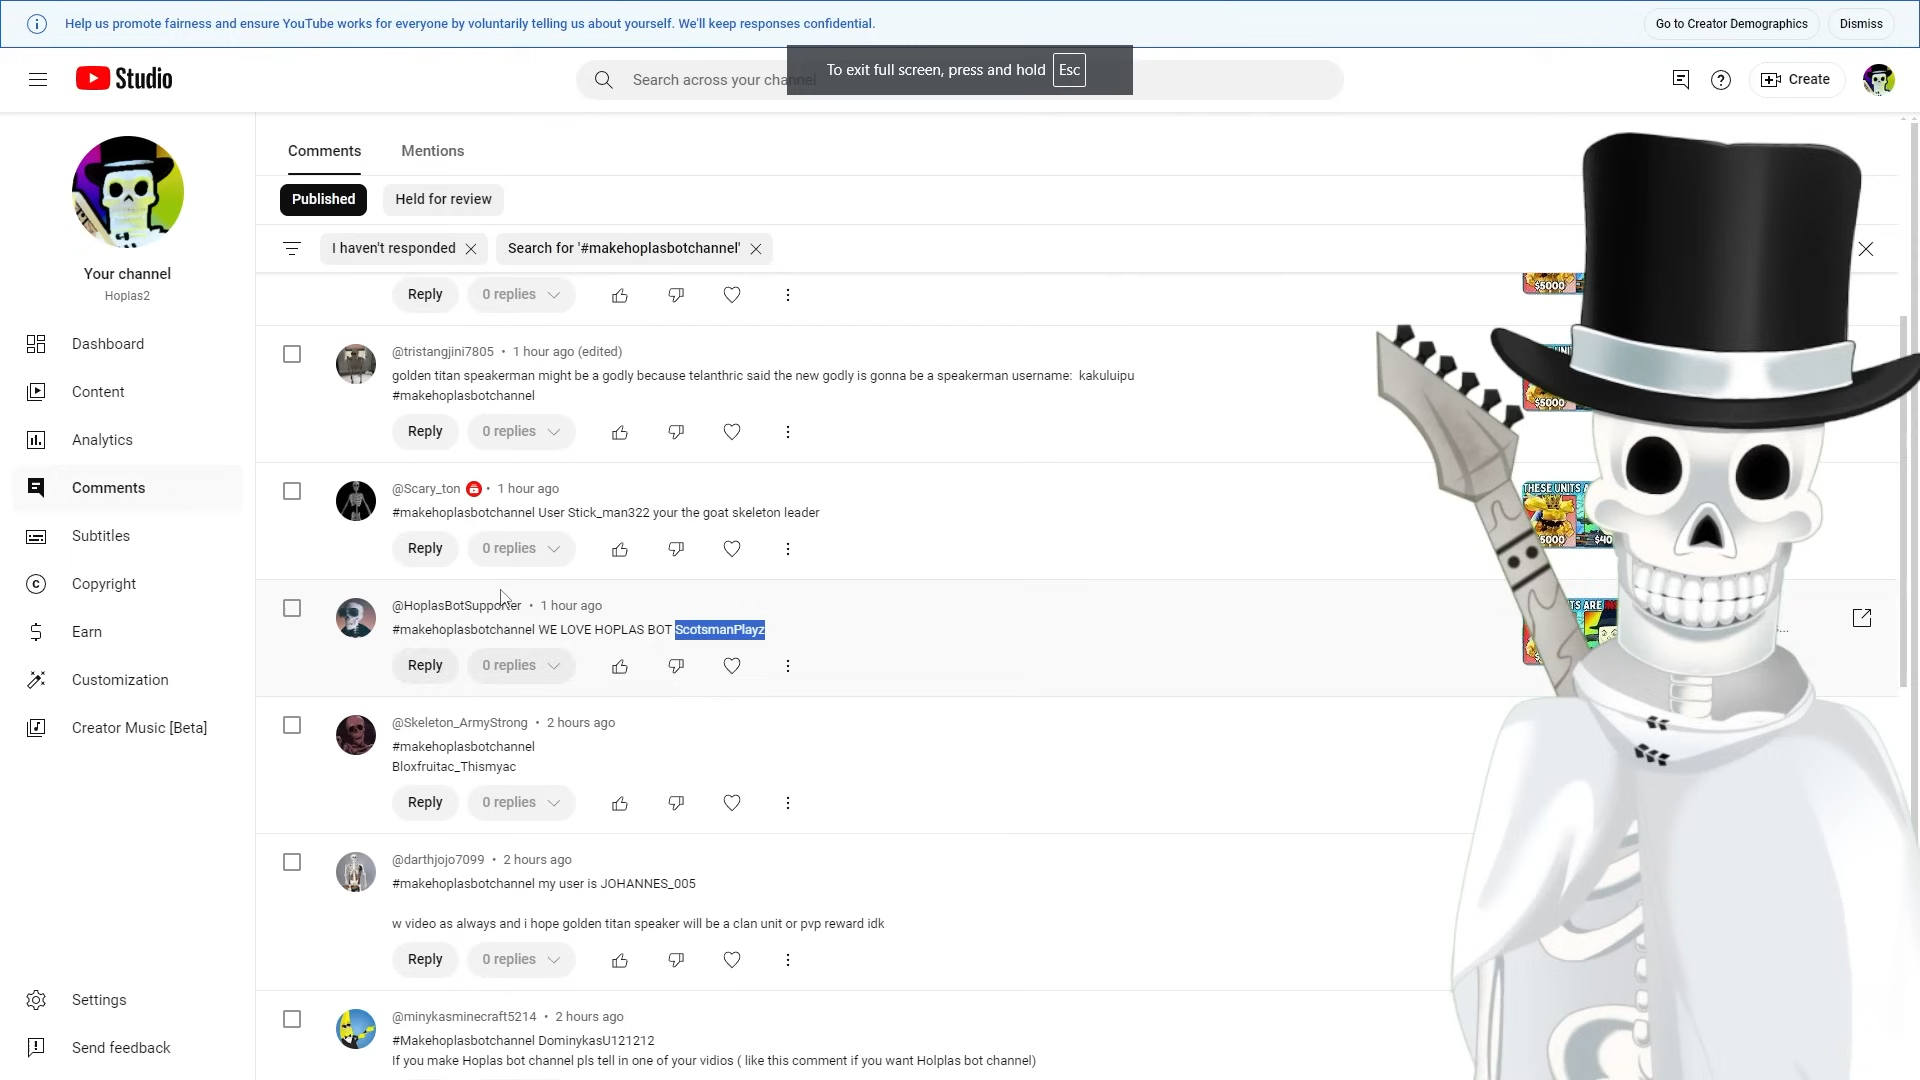 Help us promote fairness and ensure YouTube works for everyone by voluntarily telling us about yourself. We'll keep responses confidential.
Go to Creator Demographics
Dismiss
To exit full screen, press and hold Esc
Studio
Search across your channel
Create
Your channel
Hoplas2
Dashboard
Content
Analytics
Comments
Subtitles
Copyright
Earn
Customization
Creator Music [Beta]
Settings
Send feedback
Comments
Mentions
Published
Held for review
I haven't responded
Search for '#makehoplasbotchannel'
Reply
0 replies
$5000
@tristangjini7805 • 1 hour ago (edited)
golden titan speakerman might be a godly because telanthric said the new godly is gonna be a speakerman username: kakuluipu
#makehoplasbotchannel
Reply
0 replies
$5000
@Scary_ton • 1 hour ago
#makehoplasbotchannel User Stick_man322 your the goat skeleton leader
Reply
0 replies
THESE UNITS A
5000
$40
@HoplasBotSupporter • 1 hour ago
#makehoplasbotchannel WE LOVE HOPLAS BOT ScotsmanPlayz
Reply
0 replies
TS ARE
...
@Skeleton_ArmyStrong • 2 hours ago
#makehoplasbotchannel
Bloxfruitac_Thismyac
Reply
0 replies
@darthjojo7099 • 2 hours ago
#makehoplasbotchannel my user is JOHANNES_005
w video as always and i hope golden titan speaker will be a clan unit or pvp reward idk
Reply
0 replies
@minykasminecraft5214 • 2 hours ago
#Makehoplasbotchannel DominykasU121212
If you make Hoplas bot channel pls tell in one of your vidios ( like this comment if you want Holplas bot channel)